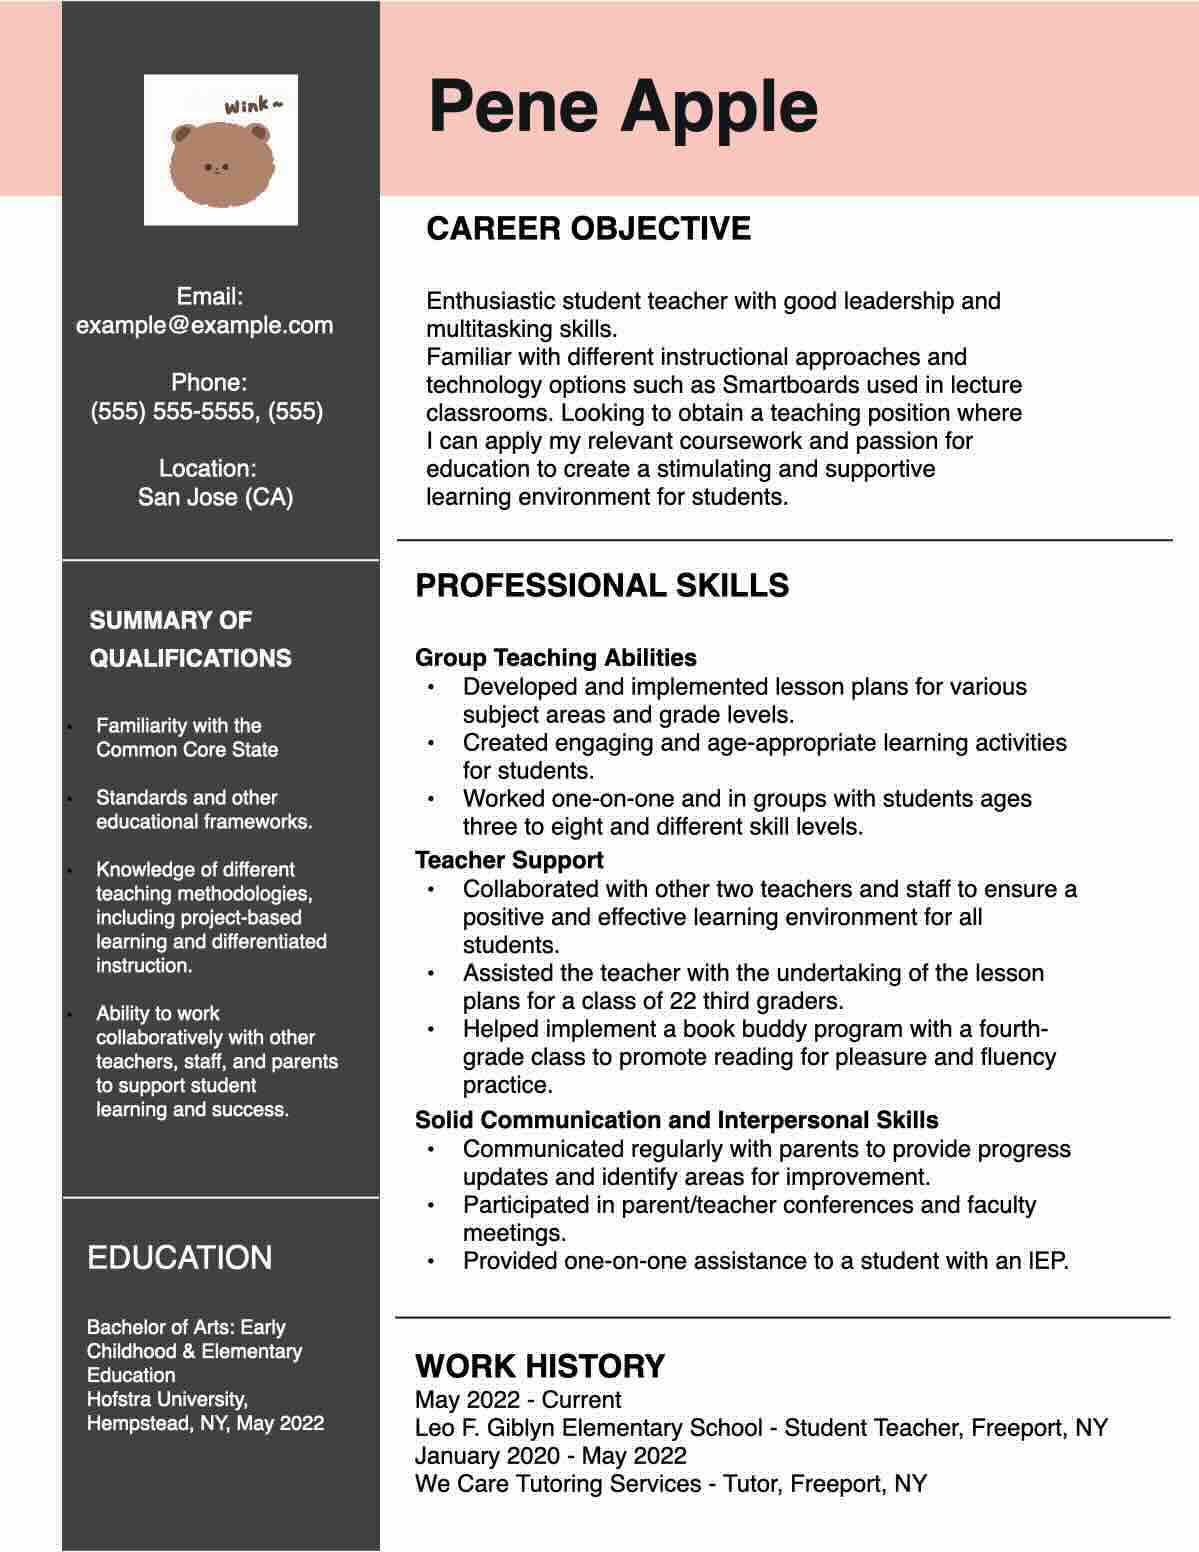 wink~
Pene Apple
Email:
example@example.com
Phone:
(555) 555-5555, (555)
Location:
San Jose (CA)
SUMMARY OF
QUALIFICATIONS
• Familiarity with the
Common Core State
• Standards and other
educational frameworks.
• Knowledge of different
teaching methodologies,
including project-based
learning and differentiated
instruction.
• Ability to work
collaboratively with other
teachers, staff, and parents
to support student
learning and success.
EDUCATION
Bachelor of Arts: Early
Childhood & Elementary
Education
Hofstra University,
Hempstead, NY, May 2022
CAREER OBJECTIVE
Enthusiastic student teacher with good leadership and
multitasking skills.
Familiar with different instructional approaches and
technology options such as Smartboards used in lecture
classrooms. Looking to obtain a teaching position where
I can apply my relevant coursework and passion for
education to create a stimulating and supportive
learning environment for students.
PROFESSIONAL SKILLS
Group Teaching Abilities
• Developed and implemented lesson plans for various
subject areas and grade levels.
• Created engaging and age-appropriate learning activities
for students.
• Worked one-on-one and in groups with students ages
three to eight and different skill levels.
Teacher Support
• Collaborated with other two teachers and staff to ensure a
positive and effective learning environment for all
students.
• Assisted the teacher with the undertaking of the lesson
plans for a class of 22 third graders.
• Helped implement a book buddy program with a fourth-
grade class to promote reading for pleasure and fluency
practice.
Solid Communication and Interpersonal Skills
• Communicated regularly with parents to provide progress
updates and identify areas for improvement.
• Participated in parent/teacher conferences and faculty
meetings.
• Provided one-on-one assistance to a student with an IEP.
WORK HISTORY
May 2022 - Current
Leo F. Giblyn Elementary School - Student Teacher, Freeport, NY
January 2020 - May 2022
We Care Tutoring Services - Tutor, Freeport, NY